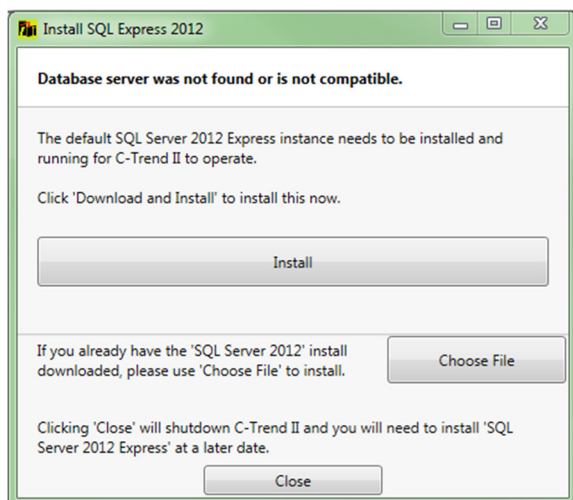 Install SQL Express 2012
Database server was not found or is not compatible.
The default SQL Server 2012 Express instance needs to be installed and
running for C-Trend II to operate.
Click 'Download and Install' to install this now.
Install
If you already have the 'SQL Server 2012' install
downloaded, please use 'Choose File' to install.
Choose File
Clicking 'Close' will shutdown C-Trend II and you will need to install 'SQL
Server 2012 Express' at a later date.
Close